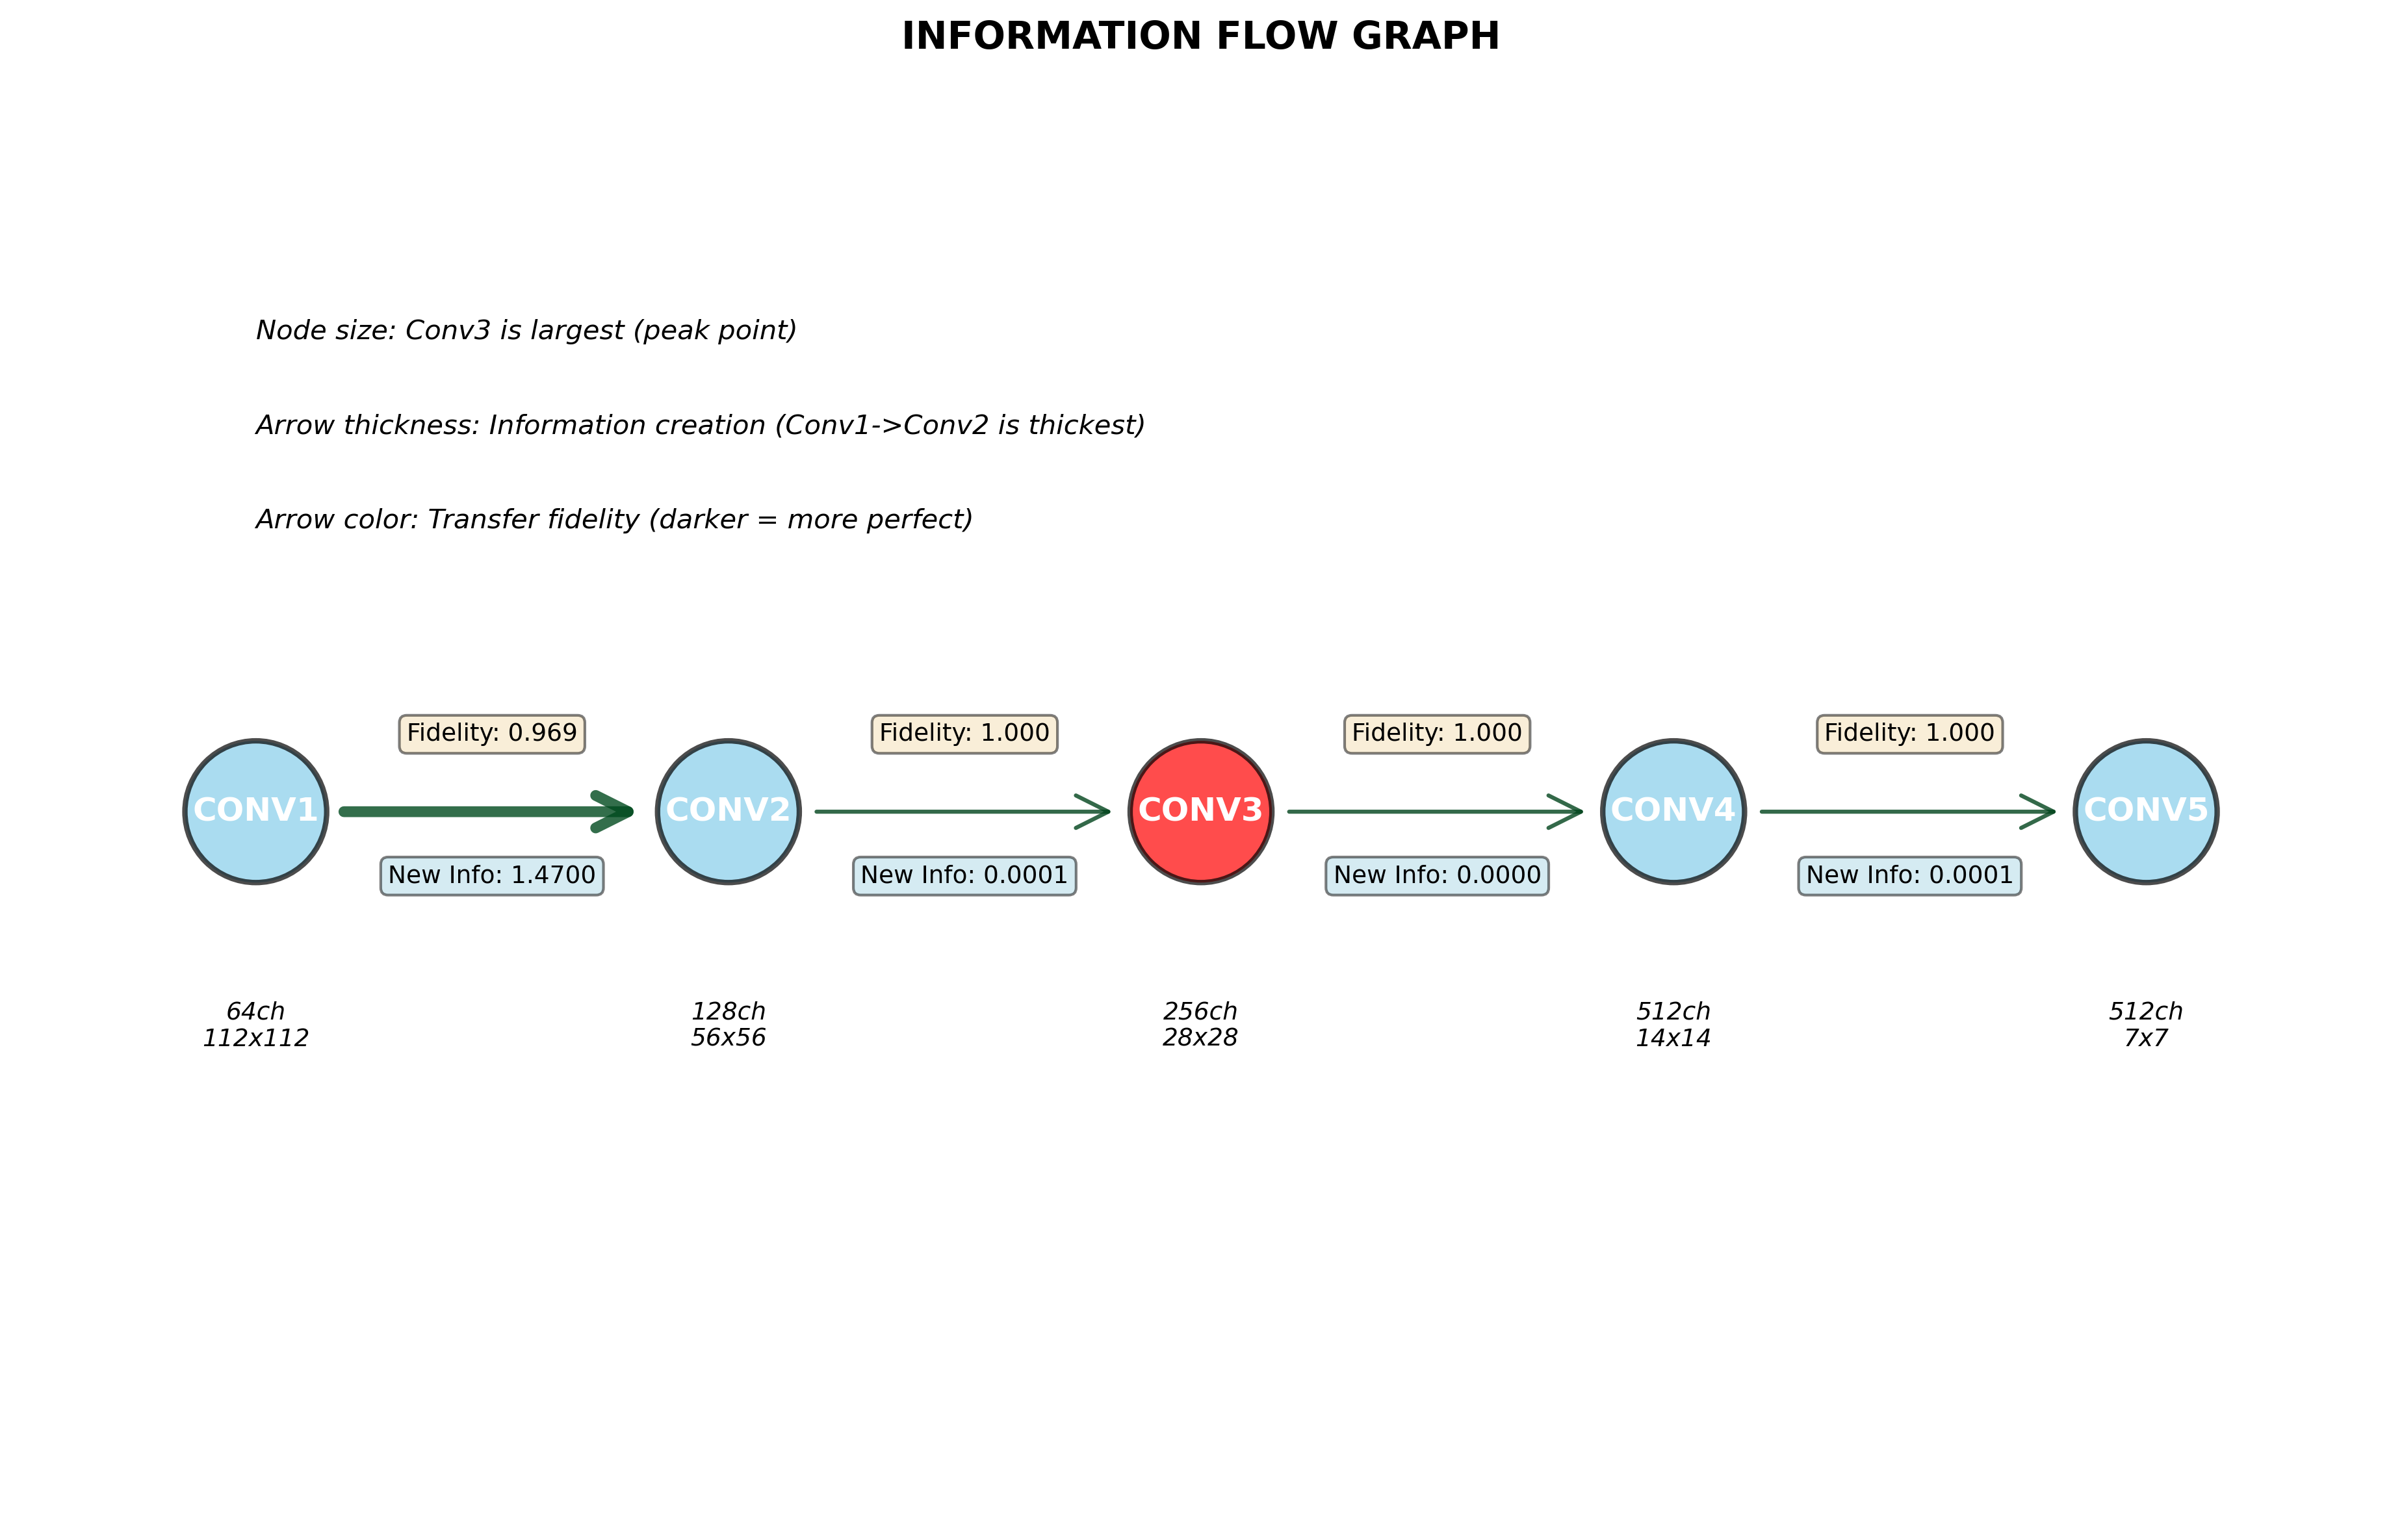 INFORMATION FLOW GRAPH
Node size: Conv3 is largest (peak point)
Arrow thickness: Information creation (Conv1->Conv2 is thickest)
Arrow color: Transfer fidelity (darker = more perfect)
Fidelity: 0.969
Fidelity: 1.000
Fidelity: 1.000
Fidelity: 1.000
CONV1
CONV2
CONV3
CONV4
CONV5
New Info: 1.4700
New Info: 0.0001
New Info: 0.0000
New Info: 0.0001
64ch
112x112
128ch
56x56
256ch
28x28
512ch
14x14
512ch
7x7